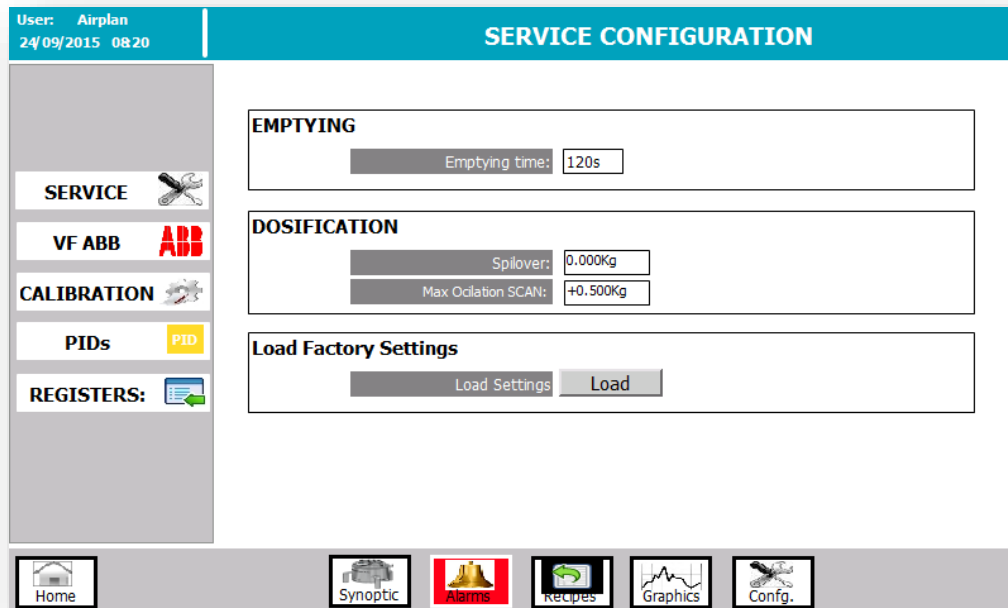 User: Airplan
24/09/2015 08:20
SERVICE CONFIGURATION
SERVICE
VF ABB
ABB
CALIBRATION
PIDs
PID
REGISTERS:
EMPTYING
Emptying time: 120s
DOSIFICATION
Spilover: 0.000Kg
Max Ocilation SCAN: +0.500Kg
Load Factory Settings
Load Settings Load
Home
Synoptic
Alarms
Recipes
Graphics
Confg.